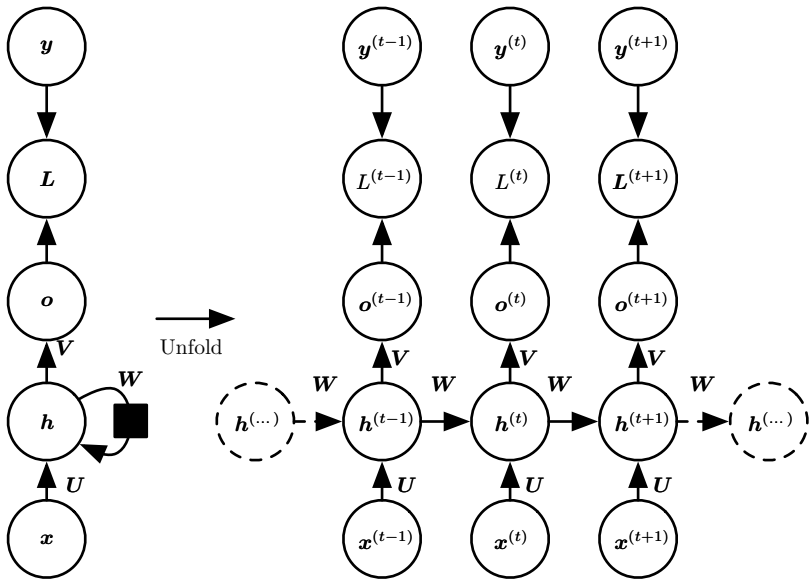 y y^(t−1) y^(t) y^(t+1)
L L^(t−1) L^(t) L^(t+1)
o o^(t−1) o^(t) o^(t+1)
Unfold
V V V V
W W W W W
h h^(...) h^(t−1) h^(t) h^(t+1) h^(...)
U U U U
x x^(t−1) x^(t) x^(t+1)